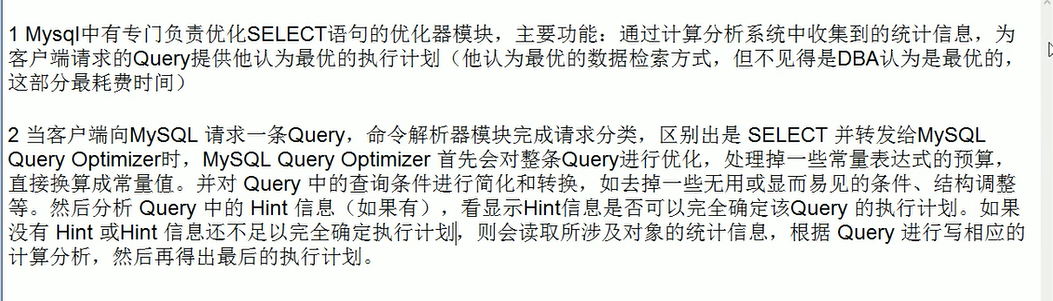 1 Mysql中有专门负责优化SELECT语句的优化器模块，主要功能：通过计算分析系统中收集到的统计信息，为
客户端请求的Query提供他认为最优的执行计划（他认为最优的数据检索方式，但不见得是DBA认为是最优的，
这部分最耗费时间）
2 当客户端向MySQL 请求一条Query，命令解析器模块完成请求分类，区别出是 SELECT 并转发给MySQL
Query Optimizer时，MySQL Query Optimizer 首先会对整条Query进行优化，处理掉一些常量表达式的预算，
直接换算成常量值。并对 Query 中的查询条件进行简化和转换，如去掉一些无用或显而易见的条件、结构调整
等。然后分析 Query 中的 Hint 信息（如果有），看显示Hint信息是否可以完全确定该Query 的执行计划。如果
没有 Hint 或Hint 信息还不足以完全确定执行计划，则会读取所涉及对象的统计信息，根据 Query 进行写相应的
计算分析，然后再得出最后的执行计划。